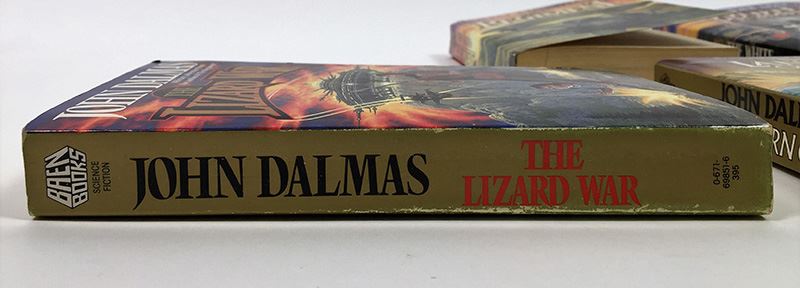 JOHN DALMAS
THE
LIZARD WAR
BAEN
BOOKS
SCIENCE
FICTION
JOHN DALMAS
THE
LIZARD WAR
0-671-
69851-6
395
JOHN DAL